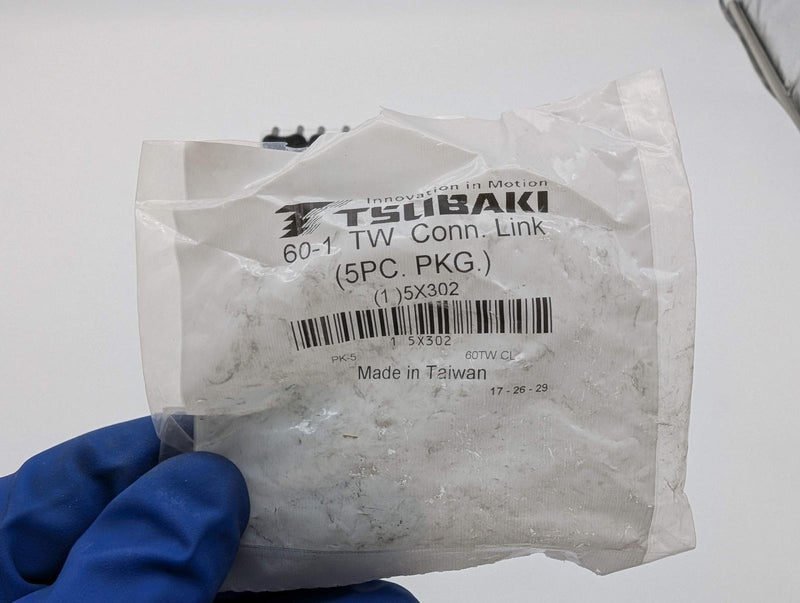 Innovation in Motion
TSUBAKI
60-1 TW Conn. Link
(5PC. PKG.)
(1 )5X302
1 5X302
PK-5 60TW CL
Made in Taiwan
17 - 26 - 29